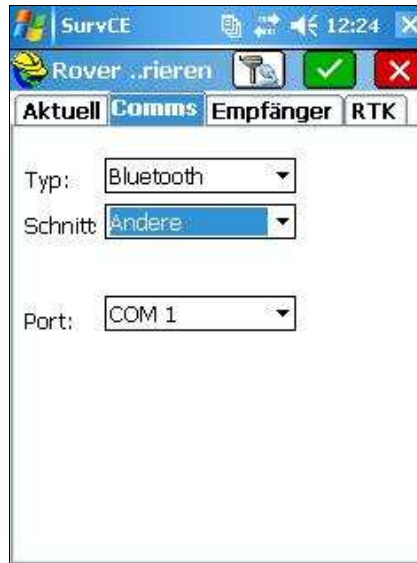 SurvCE 12:24
Rover ..rieren
Aktuell Comms Empfänger RTK
Typ: Bluetooth
Schnitt Andere
Port: COM 1